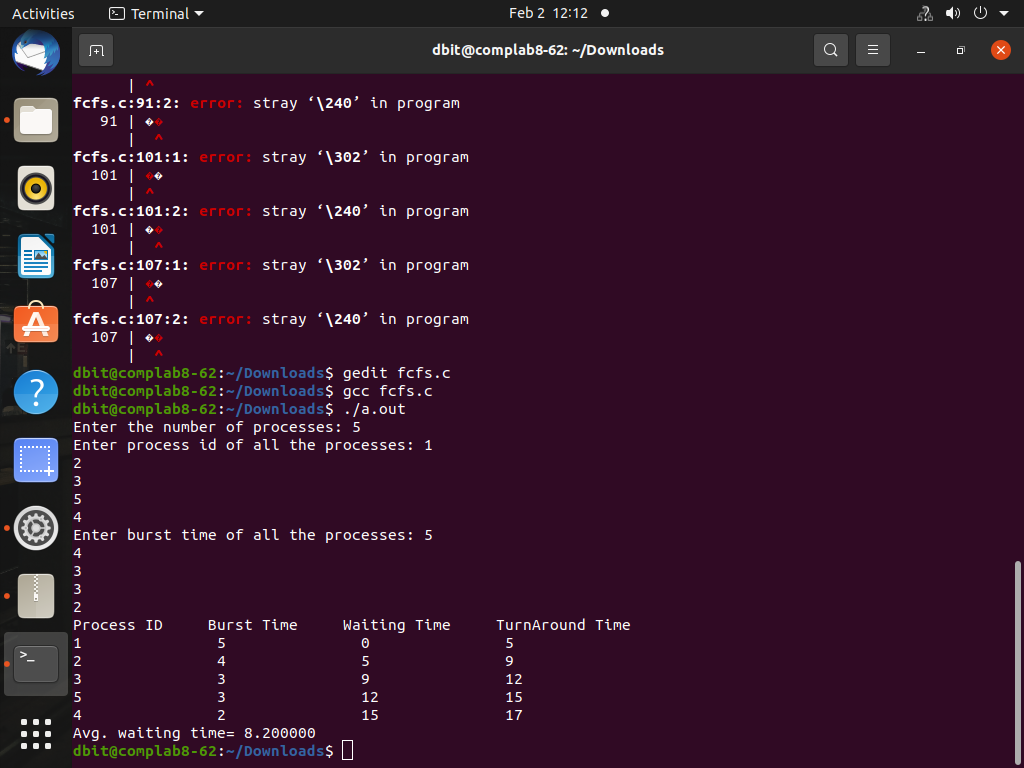 Activities Terminal Feb 2 12:12
dbit@complab8-62: ~/Downloads
| ^
fcfs.c:91:2: error: stray ‘\240’ in program
91 | ��
| ^
fcfs.c:101:1: error: stray ‘\302’ in program
101 | ��
| ^
fcfs.c:101:2: error: stray ‘\240’ in program
101 | ��
| ^
fcfs.c:107:1: error: stray ‘\302’ in program
107 | ��
| ^
fcfs.c:107:2: error: stray ‘\240’ in program
107 | ��
| ^
dbit@complab8-62:~/Downloads$ gedit fcfs.c
dbit@complab8-62:~/Downloads$ gcc fcfs.c
dbit@complab8-62:~/Downloads$ ./a.out
Enter the number of processes: 5
Enter process id of all the processes: 1
2
3
5
4
Enter burst time of all the processes: 5
4
3
3
2
Process ID Burst Time Waiting Time TurnAround Time
1 5 0 5
2 4 5 9
3 3 9 12
5 3 12 15
4 2 15 17
Avg. waiting time= 8.200000
dbit@complab8-62:~/Downloads$